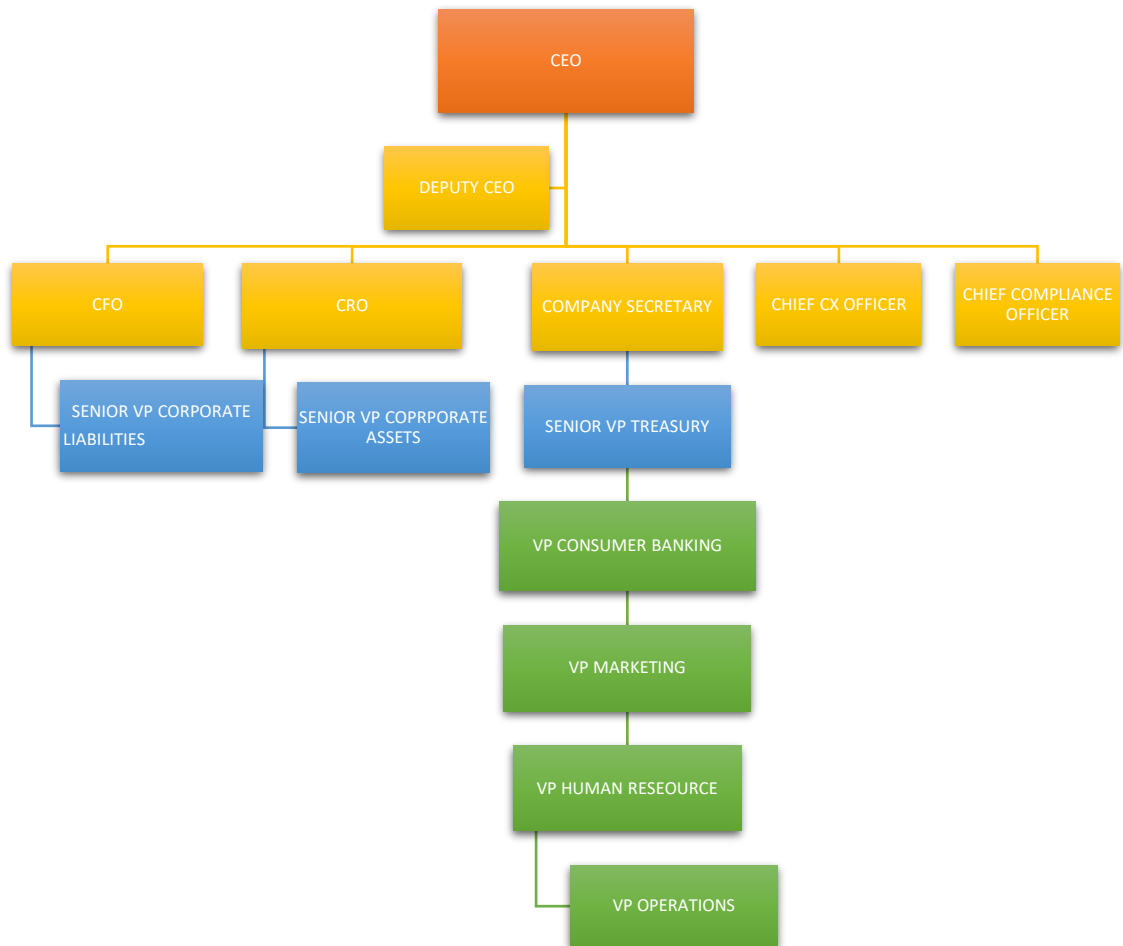 CEO
DEPUTY CEO
CFO
CRO
COMPANY SECRETARY
CHIEF CX OFFICER
CHIEF COMPLIANCE
OFFICER
SENIOR VP CORPORATE
LIABILITIES
SENIOR VP COPRPORATE
ASSETS
SENIOR VP TREASURY
VP CONSUMER BANKING
VP MARKETING
VP HUMAN RESEOURCE
VP OPERATIONS